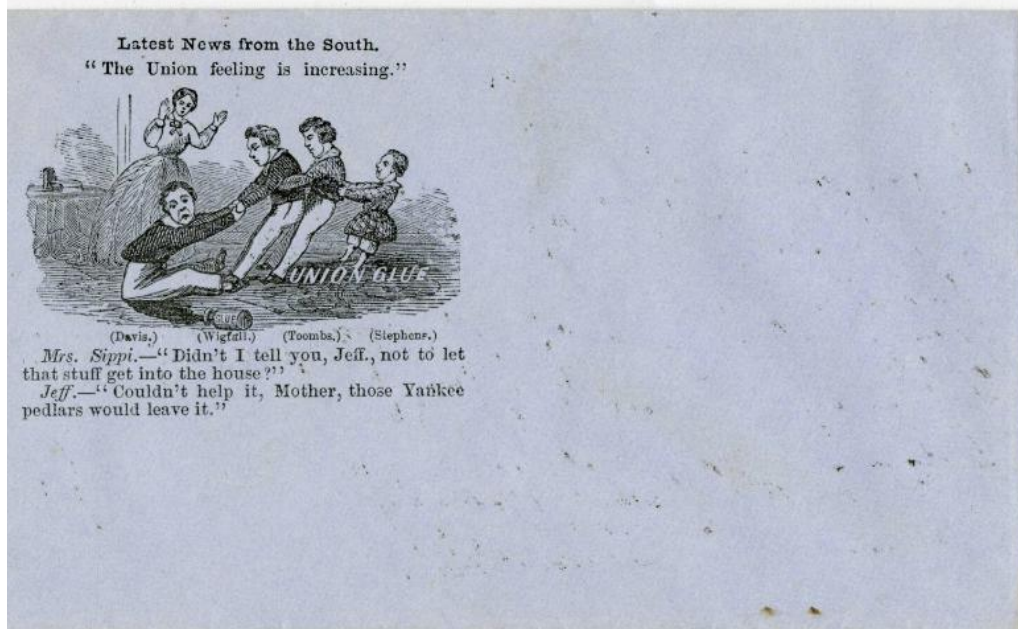 Latest News from the South.
"The Union feeling is increasing."
UNION GLUE
GLUE
(Davis.) (Wigfall.) (Toombs.) (Stephens.)
Mrs. Sippi.—"Didn't I tell you, Jeff., not to let
that stuff get into the house?"
Jeff.—"Couldn't help it, Mother, those Yankee
pedlars would leave it."